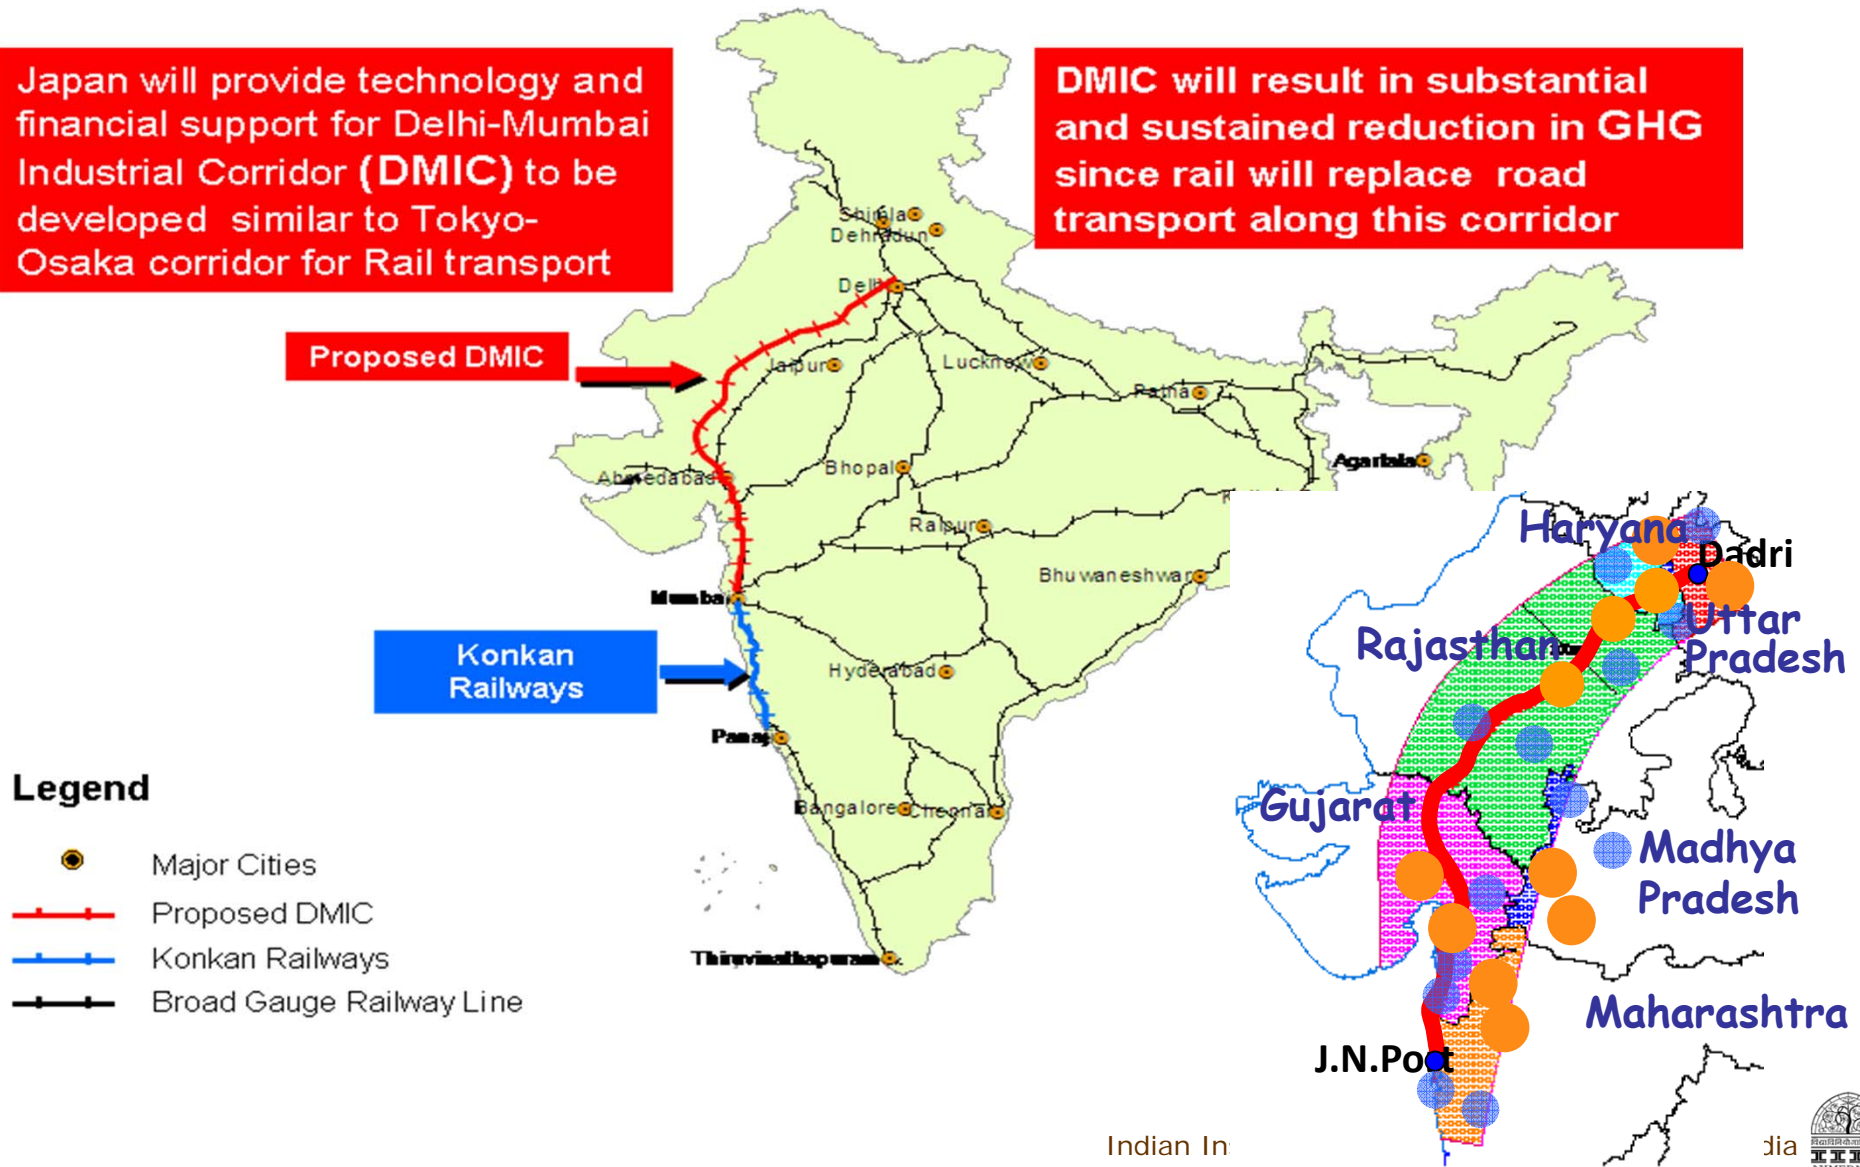 Japan will provide technology and
financial support for Delhi-Mumbai
Industrial Corridor (DMIC) to be
developed similar to Tokyo-
Osaka corridor for Rail transport
DMIC will result in substantial
and sustained reduction in GHG
since rail will replace road
transport along this corridor
Shimla
Dehradun
Delhi
Proposed DMIC
Jaipur
Lucknow
Patna
Ahmedabad
Bhopal
Agartala
Raipur
Bhuwaneshwar
Mumbai
Konkan
Railways
Hyderabad
Panaji
Bangalore
Chennai
Thiruvinathapuram
Legend
Major Cities
Proposed DMIC
Konkan Railways
Broad Gauge Railway Line
Haryana
Dadri
Uttar
Pradesh
Rajasthan
Gujarat
Madhya
Pradesh
Maharashtra
J.N.Port
Indian In
dia